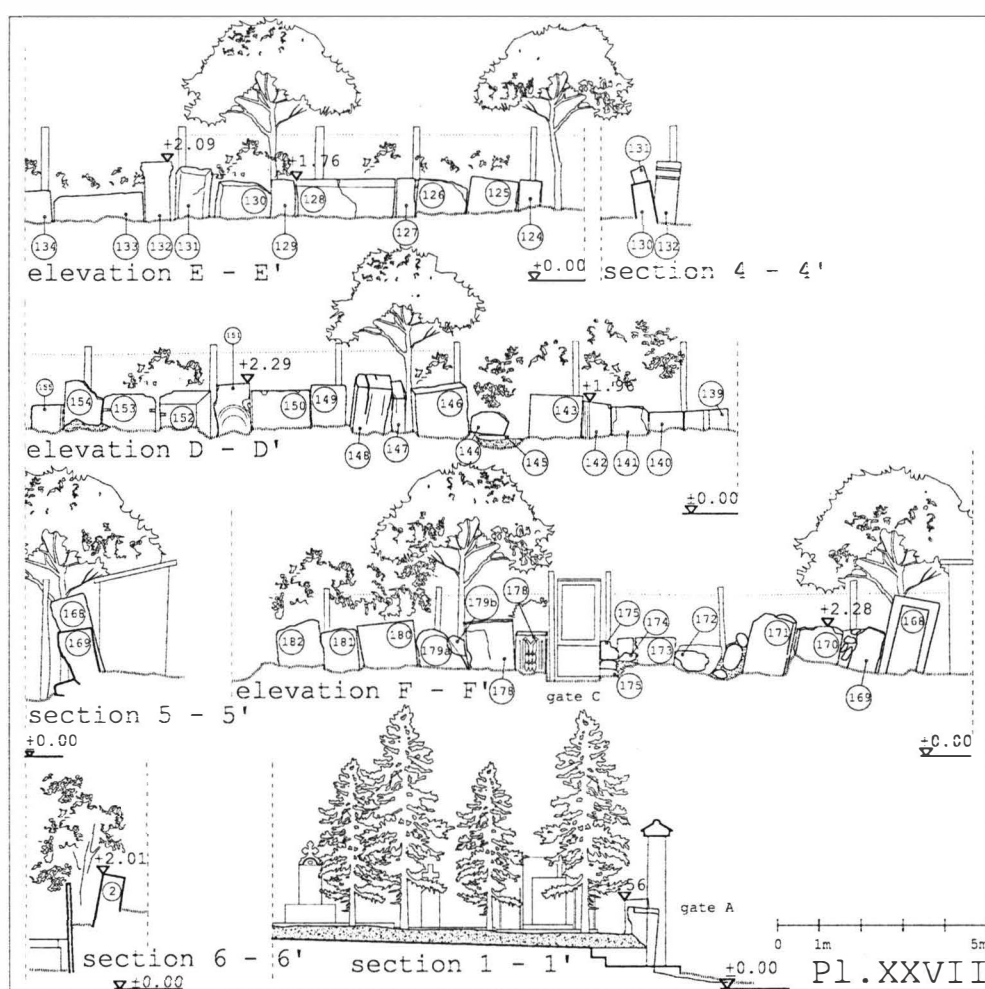 +2.09
+1.76
131
130 128 126 125
134 133 132 131 129 127 124 130 132
elevation E - E' ±0.00 section 4 - 4'
151
+2.29 +1.96
155 154 153 152 150 149 146 143 139
148 147 144 145 142 141 140
elevation D - D'
±0.00
168 179b 178 175 174 172 +2.28 168
169 182 181 180 179a 173 171 170
elevation F - F' 178 175 169
section 5 - 5' gate C
±0.00 ±0.00
+2.01
2
gate A
0 1m 5m
section 6 - 6' section 1 - 1' Pl.XXVII
±0.00 ±0.00